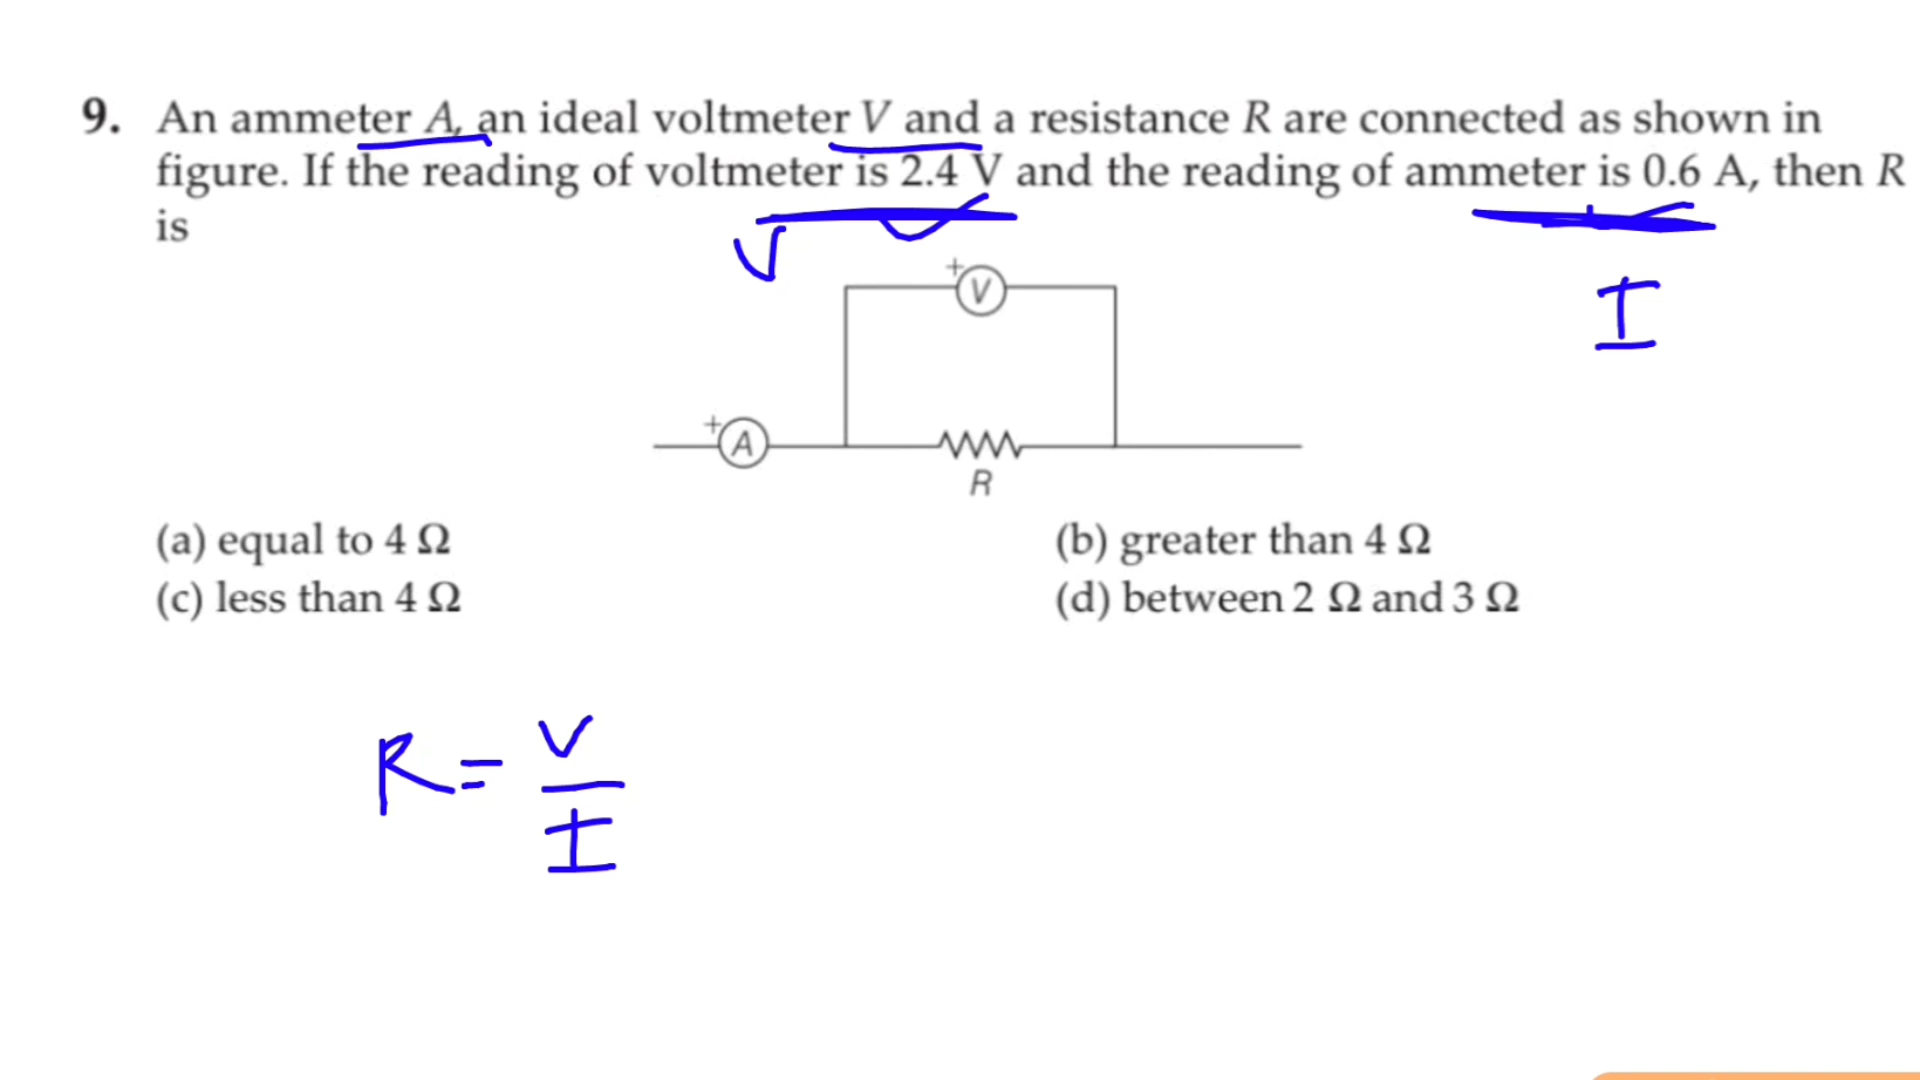 9. An ammeter A, an ideal voltmeter V and a resistance R are connected as shown in
figure. If the reading of voltmeter is 2.4 V and the reading of ammeter is 0.6 A, then R
is
V
I
+
V
+
A
R
(a) equal to 4 Ω (b) greater than 4 Ω
(c) less than 4 Ω (d) between 2 Ω and 3 Ω
R = V
I